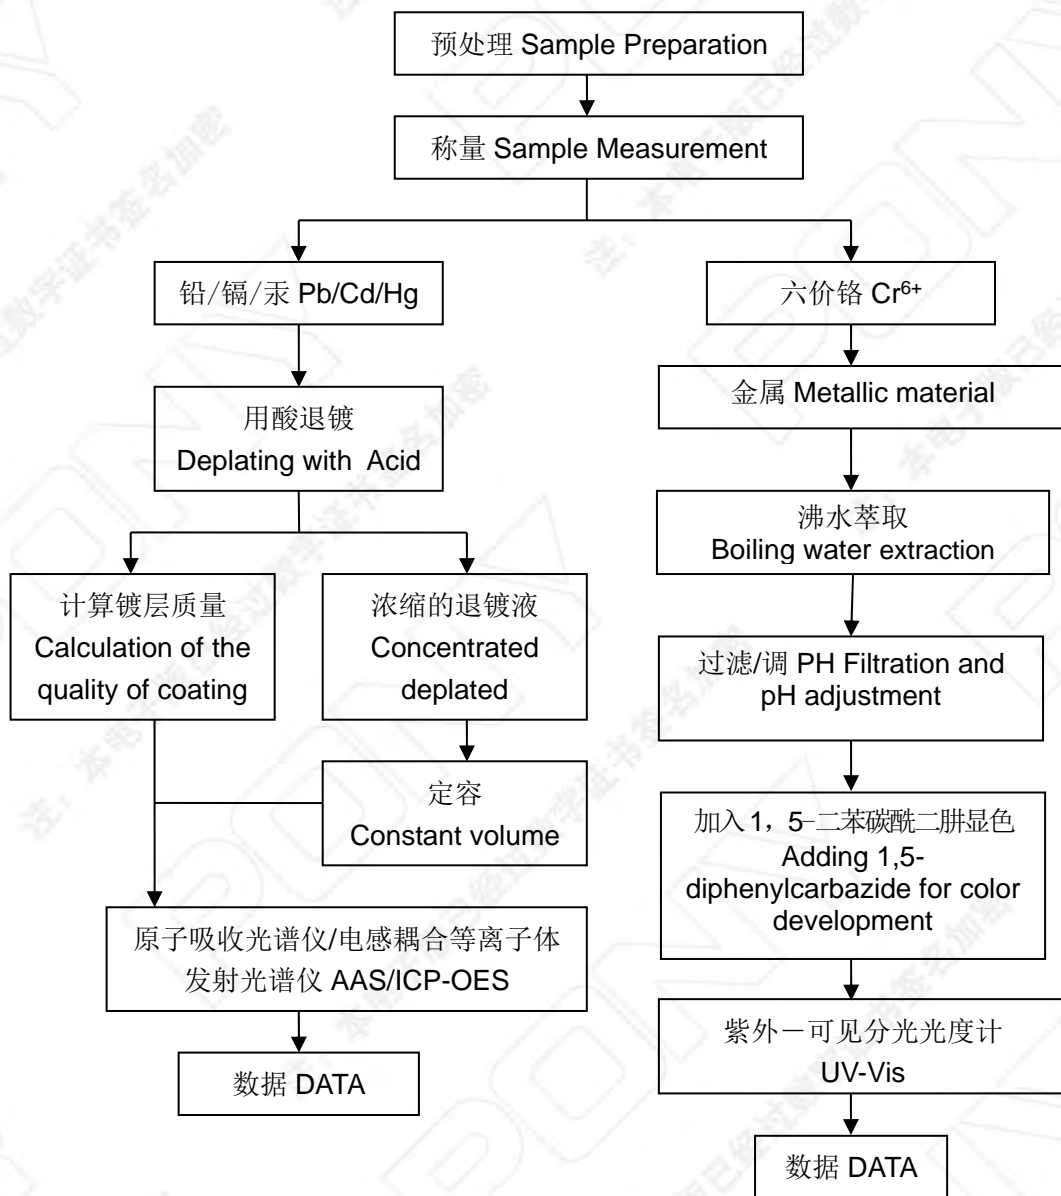 预处理 Sample Preparation
称量 Sample Measurement
铅/镉/汞 Pb/Cd/Hg
六价铬 Cr⁶⁺
用酸退镀
Deplating with Acid
金属 Metallic material
沸水萃取
Boiling water extraction
计算镀层质量
Calculation of the
quality of coating
浓缩的退镀液
Concentrated
deplated
过滤/调 PH Filtration and
pH adjustment
定容
Constant volume
加入1，5-二苯碳酰二肼显色
Adding 1,5-
diphenylcarbazide for color
development
原子吸收光谱仪/电感耦合等离子体
发射光谱仪 AAS/ICP-OES
紫外－可见分光光度计
UV-Vis
数据 DATA
数据 DATA
PONY